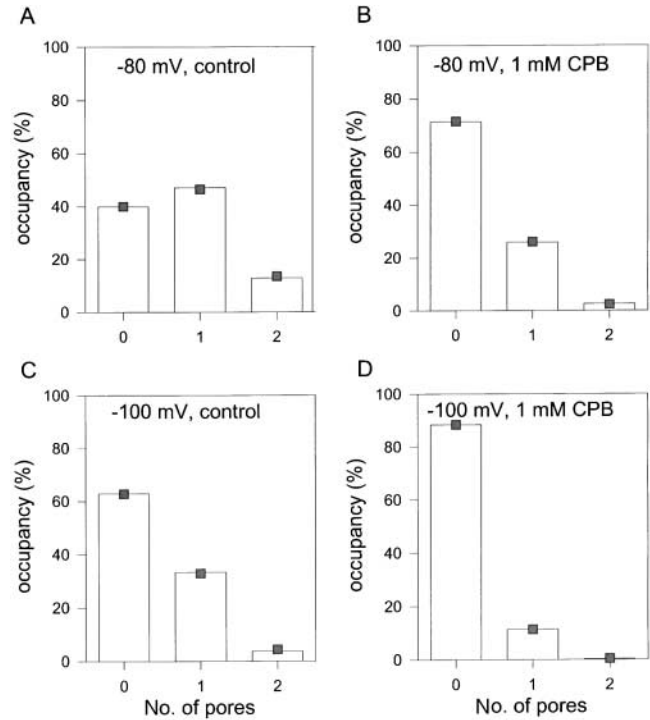 A
-80 mV, control
100
80
60
40
20
0
occupancy (%)
0 1 2
B
-80 mV, 1 mM CPB
100
80
60
40
20
0
occupancy (%)
0 1 2
C
-100 mV, control
100
80
60
40
20
0
occupancy (%)
0 1 2
No. of pores
D
-100 mV, 1 mM CPB
100
80
60
40
20
0
occupancy (%)
0 1 2
No. of pores